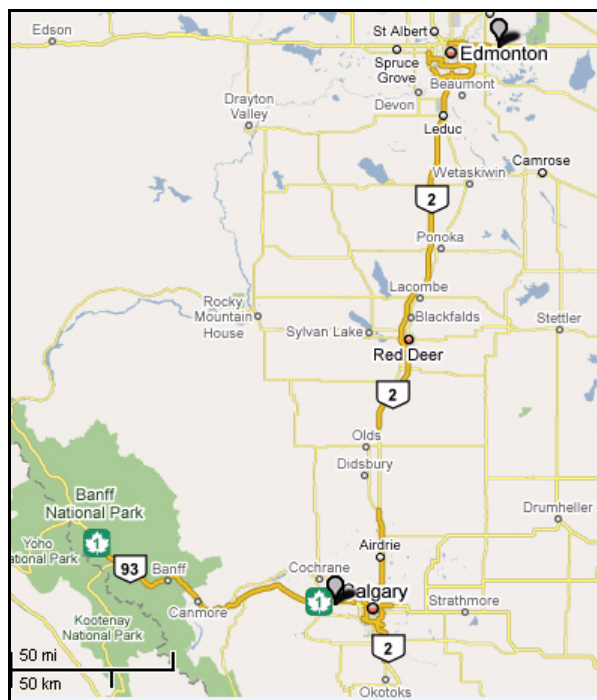 Edson
St Albert
Edmonton
Spruce
Grove
Beaumont
Devon
Drayton
Valley
Leduc
Camrose
Wetaskiwin
2
Ponoka
Lacombe
Rocky
Mountain
House
Blackfalds
Stettler
Sylvan Lake
Red Deer
2
Olds
Didsbury
Banff
National Park
Drumheller
1
Yoho
National Park
93
Airdrie
Banff
Cochrane
Calgary
1
Canmore
Strathmore
Kootenay
National Park
2
50 mi
50 km
Okotoks